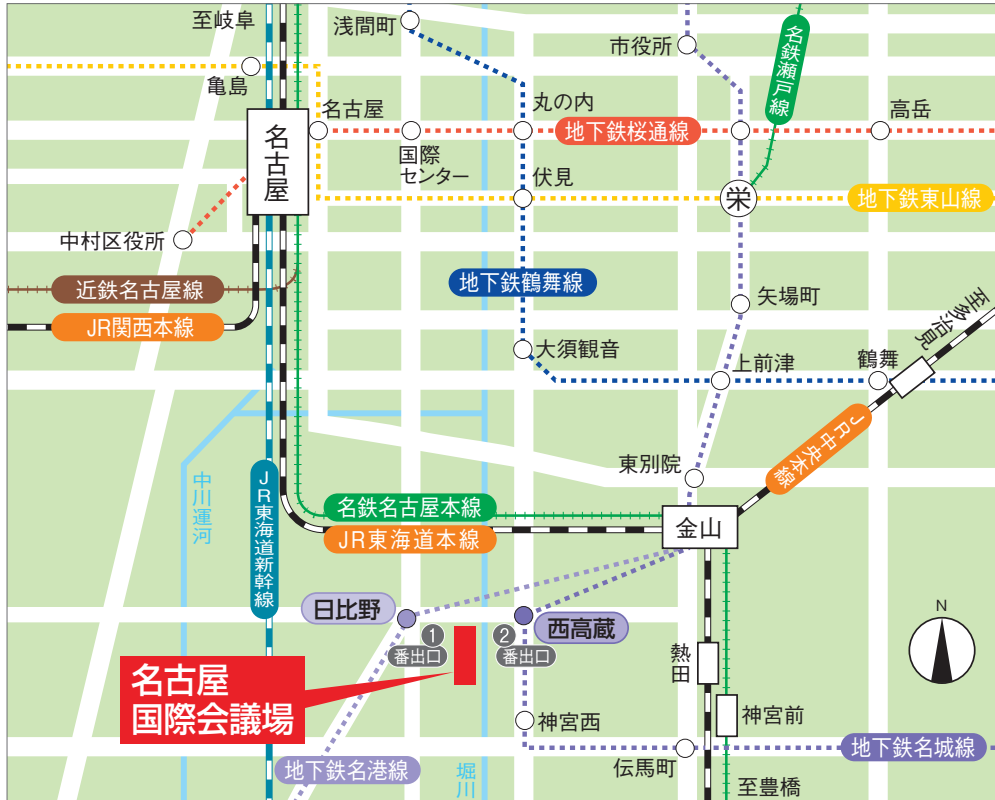 至岐阜
浅間町
市役所
名鉄瀬戸線
亀島
名古屋
丸の内
高岳
地下鉄桜通線
名古屋
国際
センター
伏見
栄
地下鉄東山線
中村区役所
近鉄名古屋線
地下鉄鶴舞線
矢場町
至多治見
JR関西本線
大須観音
上前津
鶴舞
JR中央本線
東別院
中川運河
JR東海道新幹線
名鉄名古屋本線
金山
JR東海道本線
日比野
1
番出口
2
番出口
西高蔵
N
熱田
名古屋
国際会議場
神宮西
神宮前
地下鉄名港線
堀川
伝馬町
地下鉄名城線
至豊橋